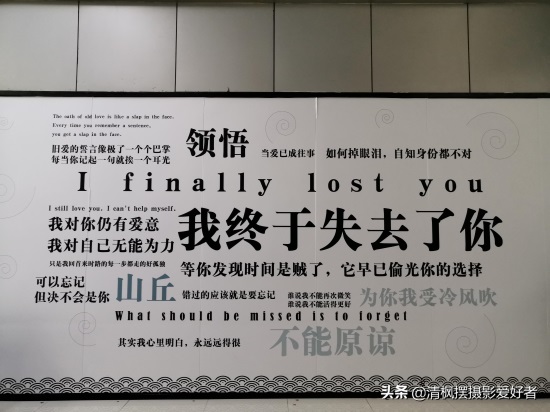 The oath of old love is like a slap in the face.
Every time you remember a sentence,
you get a slap in the face.
旧爱的誓言像极了一个个巴掌
每当你记起一句就挨一个耳光
领悟
当爱已成往事
如何掉眼泪，自知身份都不对
I finally lost you
I still love you. I can't help myself.
我对你仍有爱意
我对自己无能为力
我终于失去了你
只是我回首来时路的每一步都走的好孤独
等你发现时间是贼了，它早已偷光你的选择
可以忘记
但决不会是你
山丘
错过的应该就是要忘记
谁说我不能再次微笑
谁说我不能活得更好
为你我受冷风吹
What should be missed is to forget
不能原谅
其实我心里明白，永远远得很
头条 @清枫摆摄影爱好者